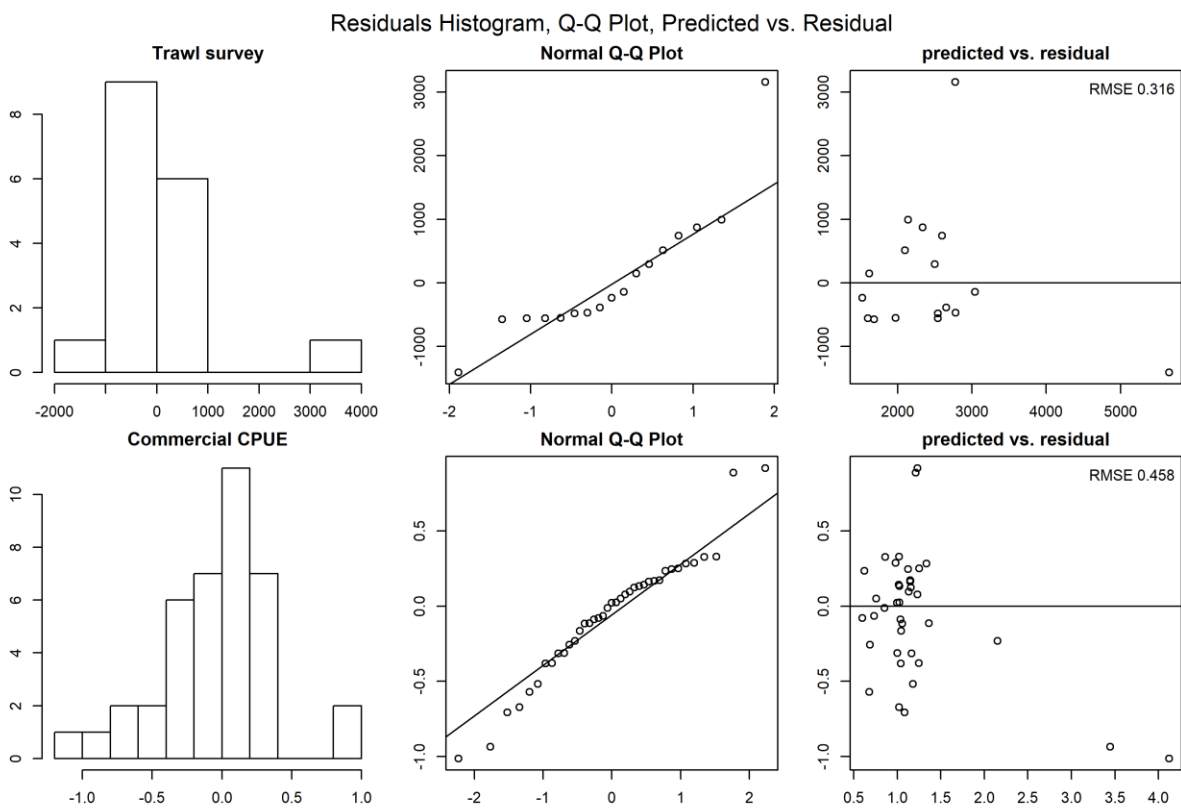 Residuals Histogram, Q-Q Plot, Predicted vs. Residual
Trawl survey
Normal Q-Q Plot
predicted vs. residual
8
6
4
2
0
-2000 0 1000 2000 3000 4000
3000
2000
1000
0
-1000
-2 -1 0 1 2
RMSE 0.316
3000
2000
1000
0
-1000
2000 3000 4000 5000
Commercial CPUE
Normal Q-Q Plot
predicted vs. residual
10
8
6
4
2
0
-1.0 -0.5 0.0 0.5 1.0
0.5
0.0
-0.5
-1.0
-2 -1 0 1 2
RMSE 0.458
0.5
0.0
-0.5
-1.0
0.5 1.0 1.5 2.0 2.5 3.0 3.5 4.0